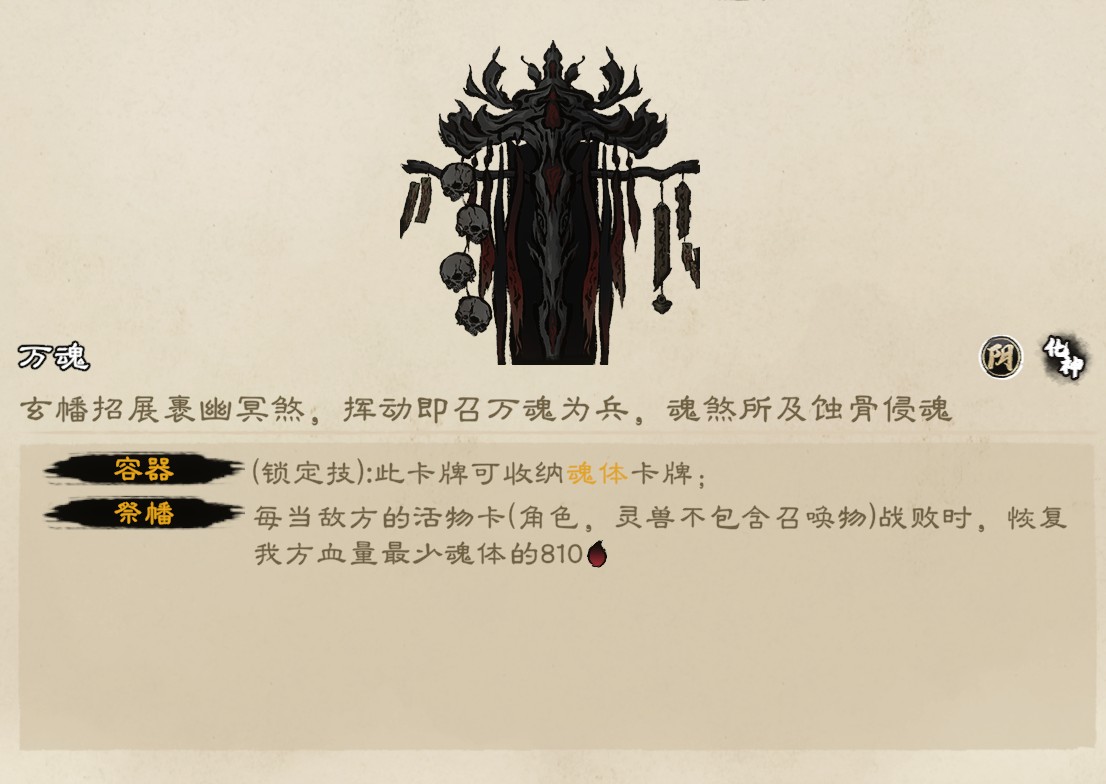 万魂
阴
化神
玄幡招展裹幽冥煞，挥动即召万魂为兵，魂煞所及蚀骨侵魂
容器 (锁定技):此卡牌可收纳魂体卡牌；
祭幡 每当敌方的活物卡(角色，灵兽不包含召唤物)战败时，恢复
我方血量最少魂体的810